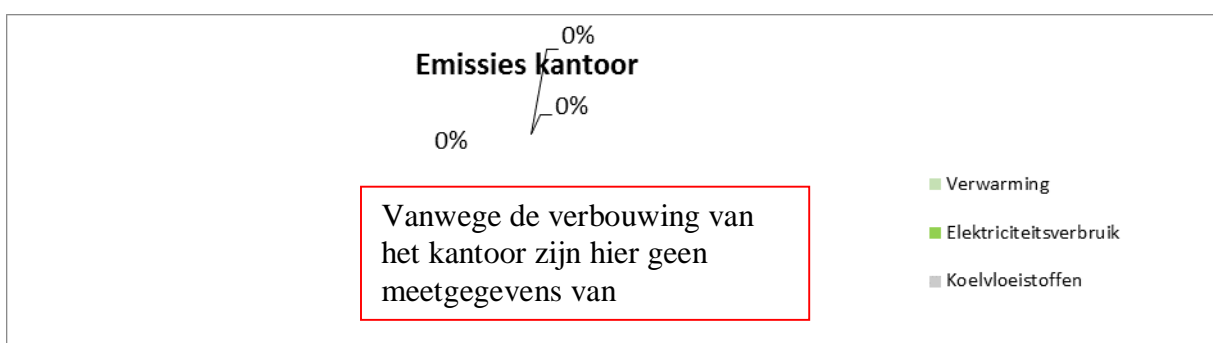 0%
Emissies kantoor
0%
0%
Vanwege de verbouwing van
het kantoor zijn hier geen
meetgegevens van
Verwarming
Elektriciteitsverbruik
Koelvloeistoffen